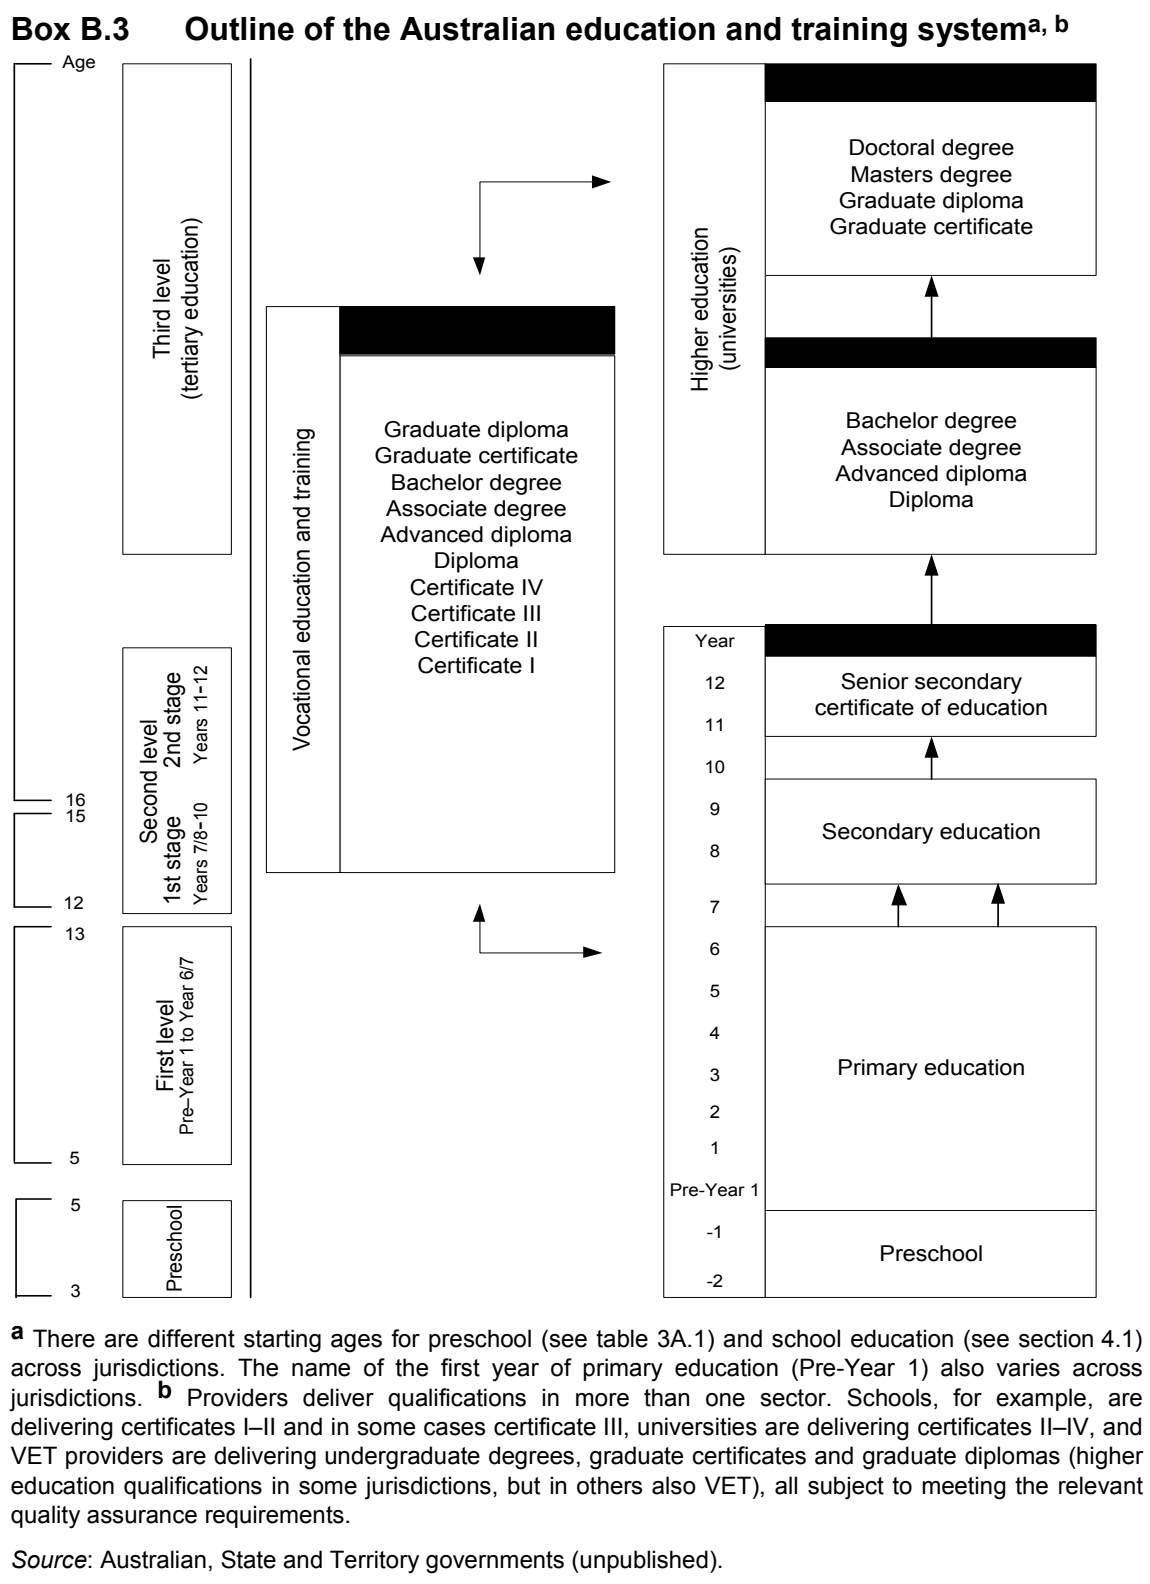 Box B.3 Outline of the Australian education and training systema, b
Age
16
15
12
13
5
5
3
Third level
(tertiary education)
Second level
2nd stage
Years 11-12
1st stage
Years 7/8-10
First level
Pre–Year 1 to Year 6/7
Preschool
Vocational education and training
Graduate diploma
Graduate certificate
Bachelor degree
Associate degree
Advanced diploma
Diploma
Certificate IV
Certificate III
Certificate II
Certificate I
Higher education
(universities)
Doctoral degree
Masters degree
Graduate diploma
Graduate certificate
Bachelor degree
Associate degree
Advanced diploma
Diploma
Year
12
11
10
9
8
7
6
5
4
3
2
1
Pre-Year 1
-1
-2
Senior secondary
certificate of education
Secondary education
Primary education
Preschool
a There are different starting ages for preschool (see table 3A.1) and school education (see section 4.1)
across jurisdictions. The name of the first year of primary education (Pre-Year 1) also varies across
jurisdictions. b Providers deliver qualifications in more than one sector. Schools, for example, are
delivering certificates I–II and in some cases certificate III, universities are delivering certificates II–IV, and
VET providers are delivering undergraduate degrees, graduate certificates and graduate diplomas (higher
education qualifications in some jurisdictions, but in others also VET), all subject to meeting the relevant
quality assurance requirements.
Source: Australian, State and Territory governments (unpublished).